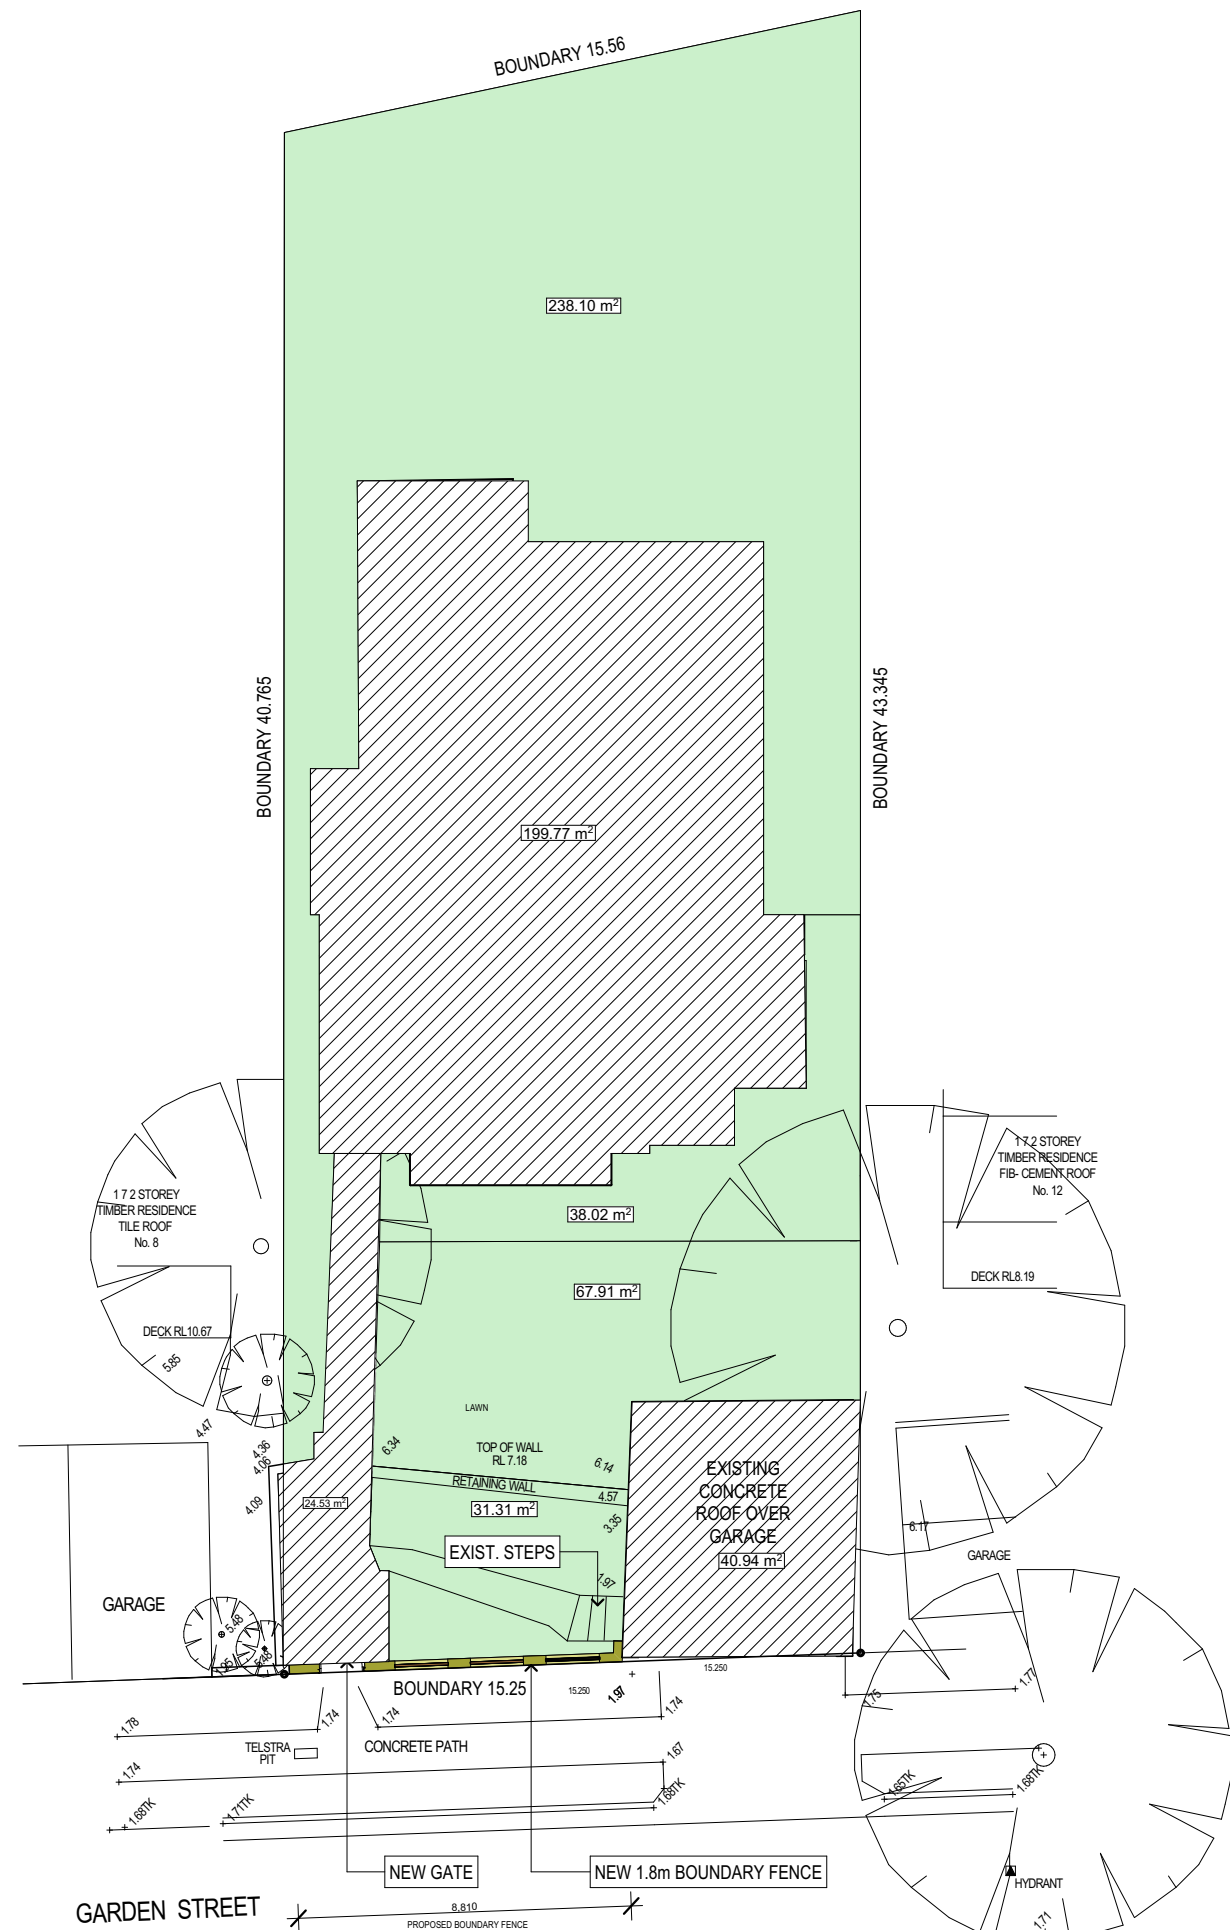 BOUNDARY 15.56
238.10 m²
BOUNDARY 40.765
BOUNDARY 43.345
199.77 m²
1 7 2 STOREY
TIMBER RESIDENCE
TILE ROOF
No. 8
1 7 2 STOREY
TIMBER RESIDENCE
FIB- CEMENT ROOF
No. 12
38.02 m²
67.91 m²
DECK RL8.19
DECK RL10.67
5.85
LAWN
4.47
4.36
4.06
4.09
6.34
TOP OF WALL
RL 7.18
6.14
RETAINING WALL
4.57
3.35
24.53 m²
31.31 m²
EXISTING
CONCRETE
ROOF OVER
GARAGE
40.94 m²
6.17
GARAGE
EXIST. STEPS
1.97
GARAGE
5.48
5.48
1.95
BOUNDARY 15.25
15.250
1.97
15.250
1.77
1.75
1.78
1.74
1.74
1.74
TELSTRA
PIT
CONCRETE PATH
1.74
1.67
1.68TK
1.71TK
1.68TK
1.65TK
1.68TK
NEW GATE
NEW 1.8m BOUNDARY FENCE
HYDRANT
GARDEN STREET
8,810
PROPOSED BOUNDARY FENCE
1.71